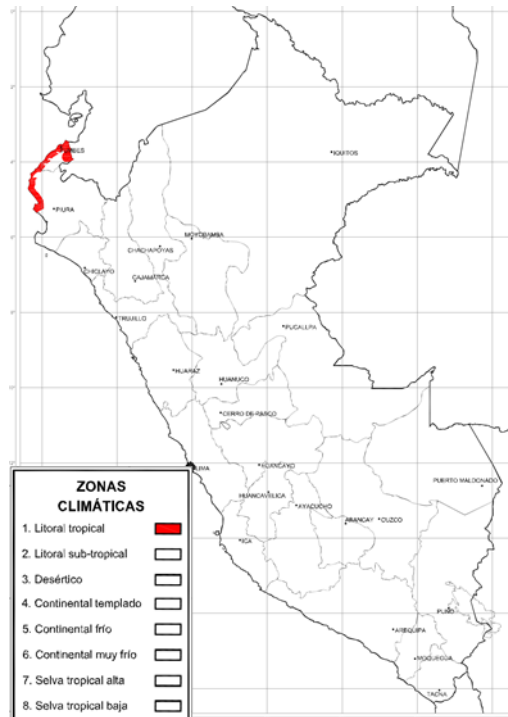 IQUITOS
PIURA
MOYOBAMBA
CHACHAPOYAS
CHICLAYO
CAJAMARCA
TRUJILLO
PUCALLPA
HUARAZ
HUANUCO
CERRO DE PASCO
LIMA
HUANCAYO
PUERTO MALDONADO
HUANCAVELICA
AYACUCHO
ABANCAY
CUZCO
ICA
PUNO
AREQUIPA
MOQUEGUA
TACNA
ZONAS
CLIMÁTICAS
1. Litoral tropical
2. Litoral sub-tropical
3. Desértico
4. Continental templado
5. Continental frío
6. Continental muy frío
7. Selva tropical alta
8. Selva tropical baja